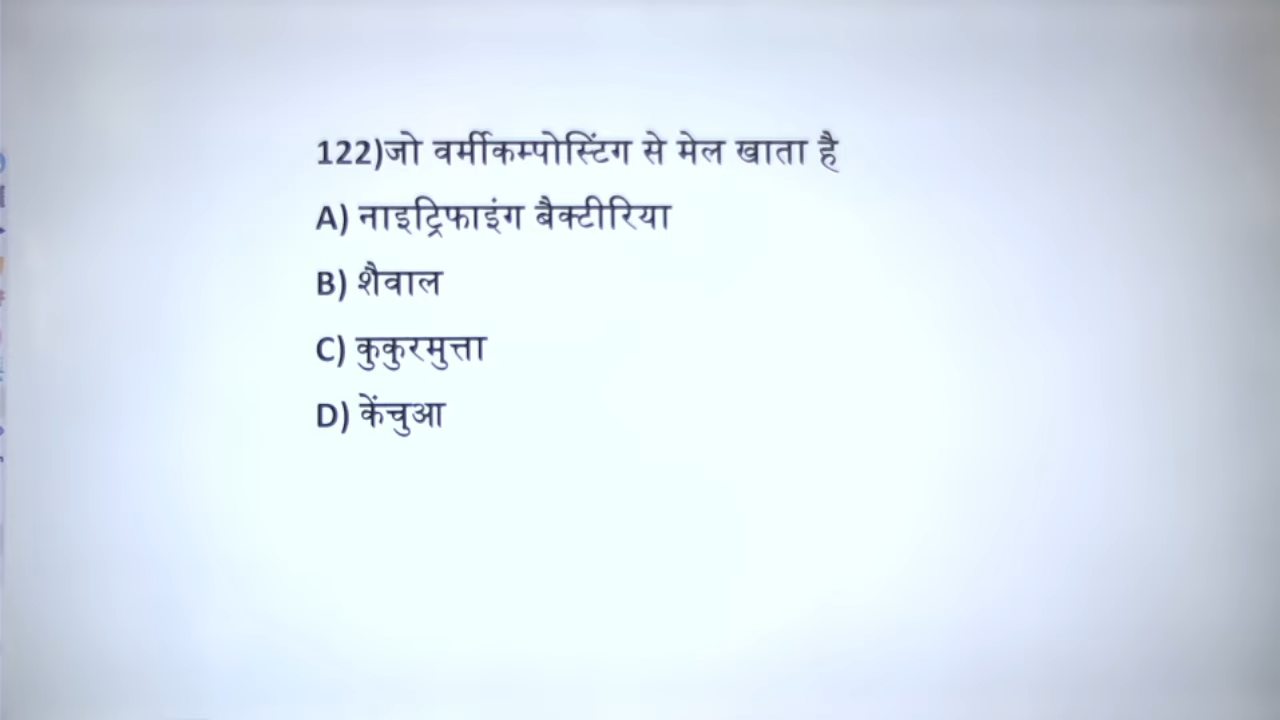 122)जो वर्मीकम्पोस्टिंग से मेल खाता है
A) नाइट्रिफाइंग बैक्टीरिया
B) शैवाल
C) कुकुरमुत्ता
D) केंचुआ